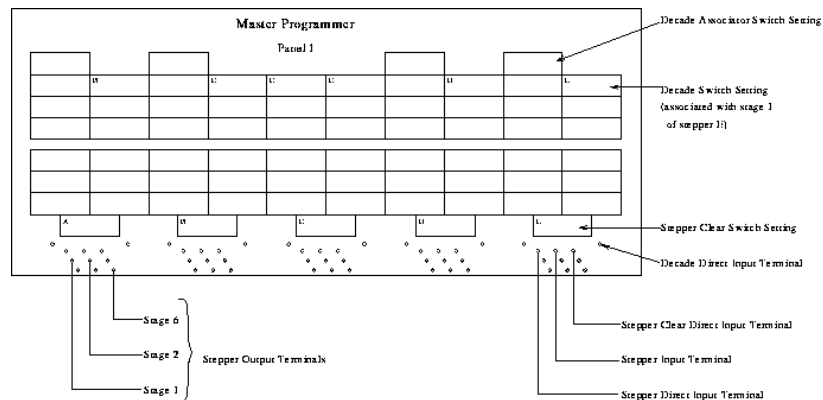 Master Programmer
Panel 1
Decade Associator Switch Setting
Decade Switch Setting
(associated with stage 1
of stepper E)
A
Stepper Clear Switch Setting
Decade Direct Input Terminal
Stage 6
Stage 2
Stage 1
Stepper Output Terminals
Stepper Clear Direct Input Terminal
Stepper Input Terminal
Stepper Direct Input Terminal